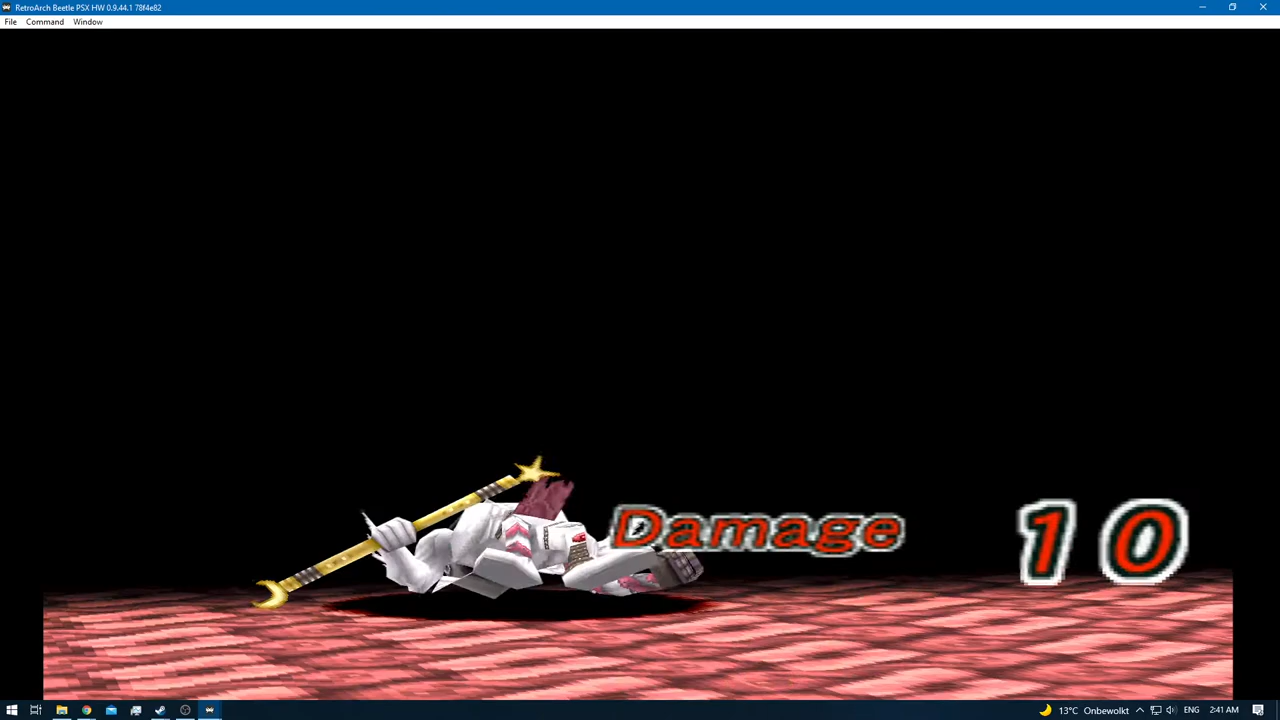 RetroArch Beetle PSX HW 0.9.44.1 78f4e82
File Command Window
Damage 10
13°C Onbewolkt ENG 2:41 AM